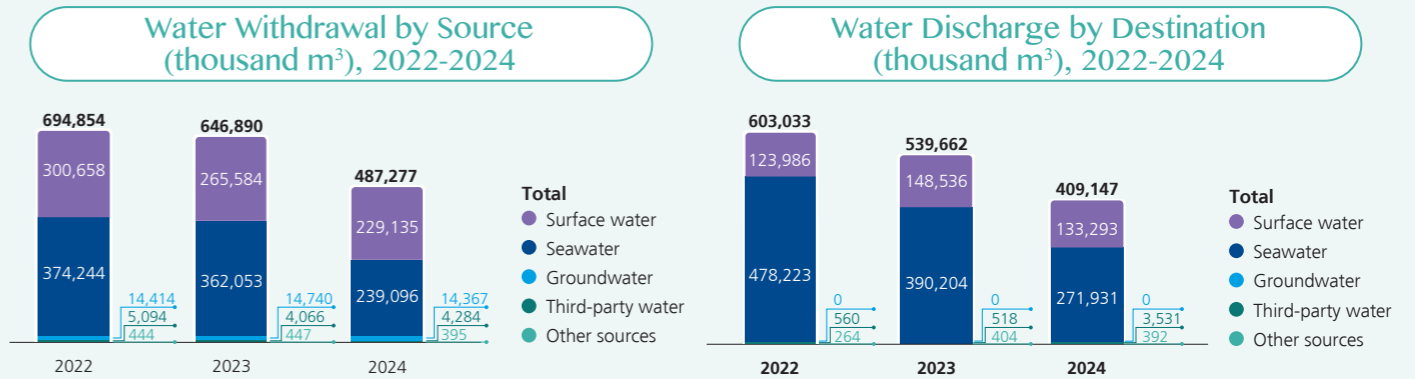 Water Withdrawal by Source
(thousand m³), 2022-2024
694,854
300,658
374,244
14,414
5,094
444
2022
646,890
265,584
362,053
14,740
4,066
447
2023
487,277
229,135
239,096
14,367
4,284
395
2024
Total
Surface water
Seawater
Groundwater
Third-party water
Other sources
Water Discharge by Destination
(thousand m³), 2022-2024
603,033
123,986
478,223
0
560
264
2022
539,662
148,536
390,204
0
518
404
2023
409,147
133,293
271,931
0
3,531
392
2024
Total
Surface water
Seawater
Groundwater
Third-party water
Other sources